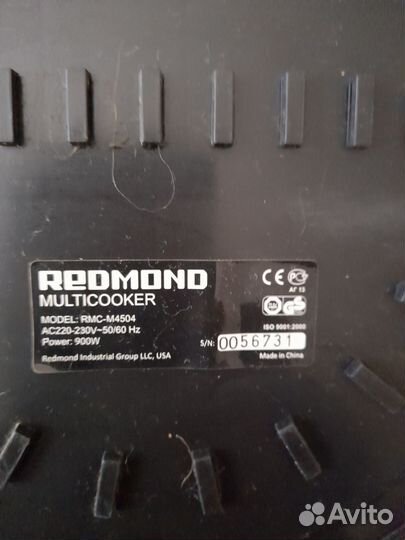 REDMOND
MULTICOOKER
MODEL: RMC-M4504
AC220-230V~50/60 Hz
Power: 900W
Redmond Industrial Group LLC, USA
CE
АГ 13
ISO 9001:2000
S/N: 0056731
Made in China
Avito